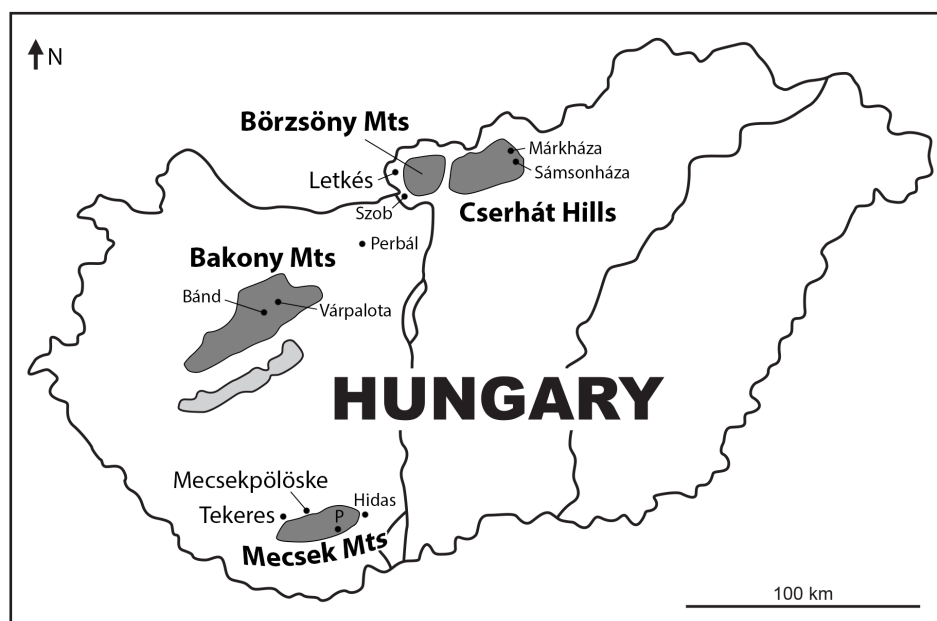 N
Börzsöny Mts
Márkháza
Letkés
Sámsonháza
Szob
Cserhát Hills
Perbál
Bakony Mts
Bánd
Várpalota
HUNGARY
Mecsekpölöske
Hidas
Tekeres
P
Mecsek Mts
100 km